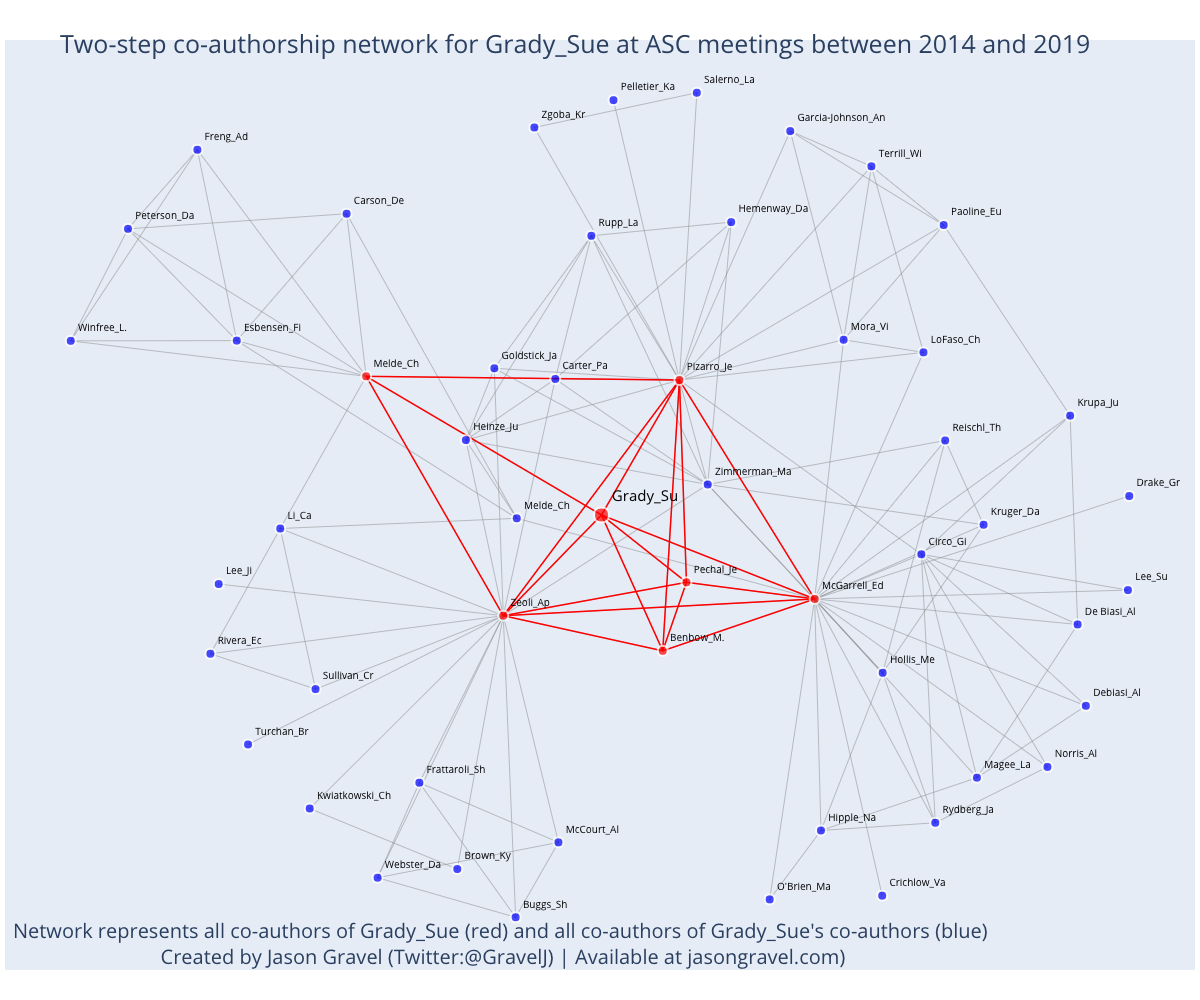 Two-step co-authorship network for Grady_Sue at ASC meetings between 2014 and 2019
Salerno_La
Pelletier_Ka
Zgoba_Kr
Garcia-Johnson_An
Freng_Ad
Terrill_Wi
Carson_De
Hemenway_Da
Paoline_Eu
Peterson_Da
Rupp_La
Winfree_L.
Esbensen_Fi
Mora_Vi
LoFaso_Ch
Goldstick_Ja
Melde_Ch
Carter_Pa
Pizarro_Je
Krupa_Ju
Heinze_Ju
Reischl_Th
Zimmerman_Ma
Drake_Gr
Grady_Su
Melde_Ch
Kruger_Da
Li_Ca
Circo_Gi
Lee_Ji
Pechal_Je
Lee_Su
McGarrell_Ed
Zeoli_Ap
De Biasi_Al
Rivera_Ec
Benbow_M.
Hollis_Me
Sullivan_Cr
Debiasi_Al
Turchan_Br
Norris_Al
Magee_La
Frattaroli_Sh
Kwiatkowski_Ch
Rydberg_Ja
Hipple_Na
McCourt_Al
Brown_Ky
Webster_Da
Crichlow_Va
O'Brien_Ma
Buggs_Sh
Network represents all co-authors of Grady_Sue (red) and all co-authors of Grady_Sue's co-authors (blue)
Created by Jason Gravel (Twitter:@GravelJ) | Available at jasongravel.com)